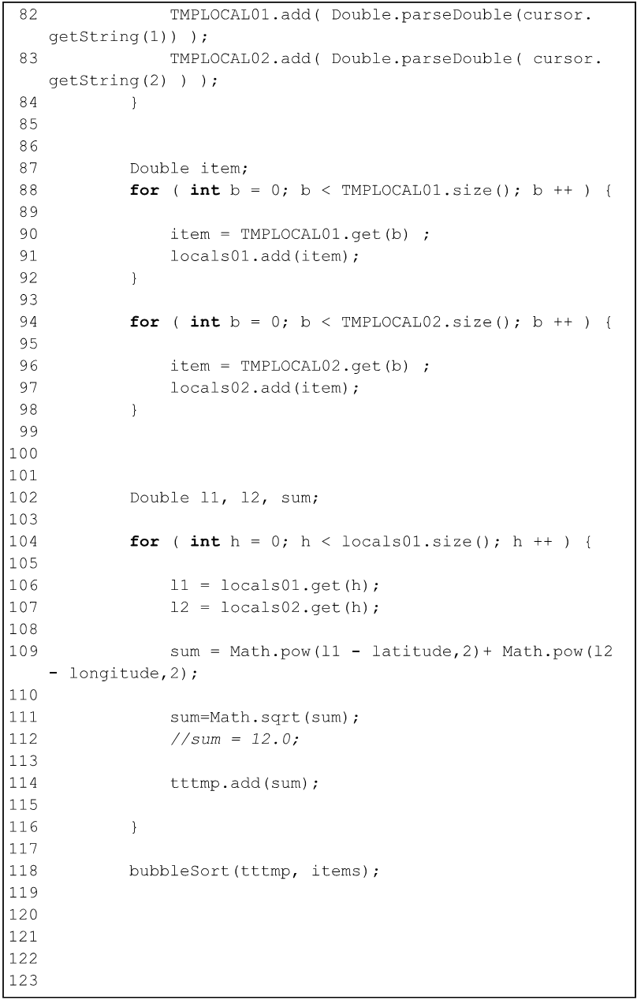 82             TMPLOCAL01.add( Double.parseDouble(cursor.
    getString(1)) );
83             TMPLOCAL02.add( Double.parseDouble( cursor.
    getString(2) ) );
84         }
85
86
87         Double item;
88         for ( int b = 0; b < TMPLOCAL01.size(); b ++ ) {
89
90             item = TMPLOCAL01.get(b) ;
91             locals01.add(item);
92         }
93
94         for ( int b = 0; b < TMPLOCAL02.size(); b ++ ) {
95
96             item = TMPLOCAL02.get(b) ;
97             locals02.add(item);
98         }
99
100
101
102         Double l1, l2, sum;
103
104         for ( int h = 0; h < locals01.size(); h ++ ) {
105
106             l1 = locals01.get(h);
107             l2 = locals02.get(h);
108
109             sum = Math.pow(l1 - latitude,2)+ Math.pow(l2
    - longitude,2);
110
111             sum=Math.sqrt(sum);
112             //sum = 12.0;
113
114             tttmp.add(sum);
115
116         }
117
118         bubbleSort(tttmp, items);
119
120
121
122
123